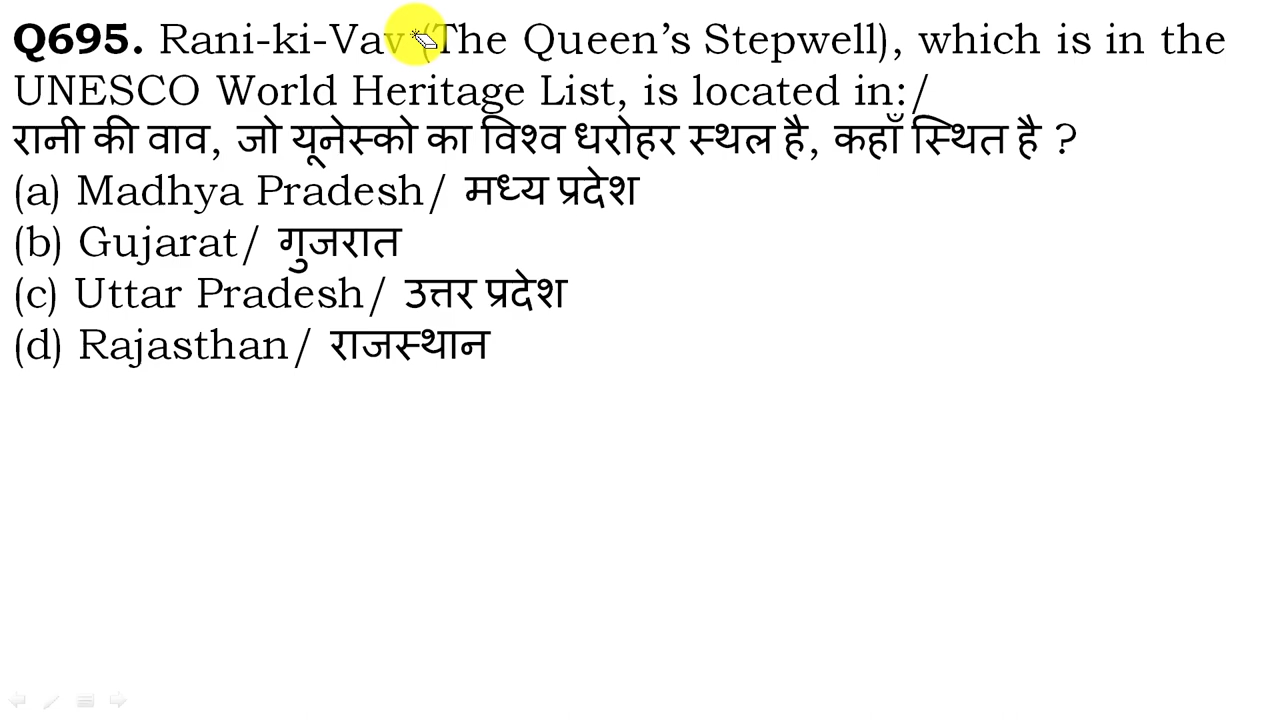 Q695. Rani-ki-Vav (The Queen’s Stepwell), which is in the
UNESCO World Heritage List, is located in:/
रानी की वाव, जो यूनेस्को का विश्व धरोहर स्थल है, कहाँ स्थित है ?
(a) Madhya Pradesh/ मध्य प्रदेश
(b) Gujarat/ गुजरात
(c) Uttar Pradesh/ उत्तर प्रदेश
(d) Rajasthan/ राजस्थान